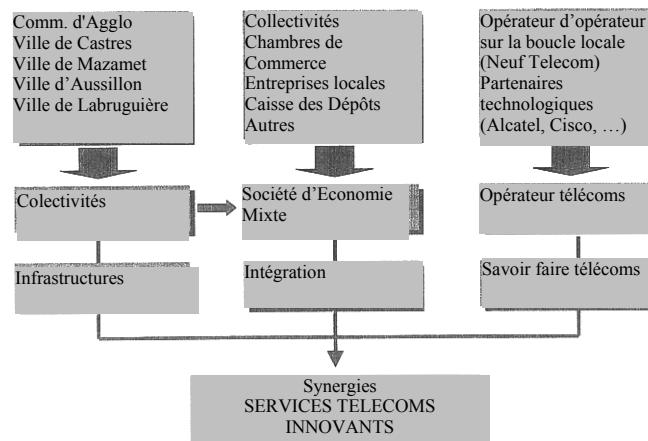 Comm. d'Agglo
Ville de Castres
Ville de Mazamet
Ville d’Aussillon
Ville de Labruguière
Collectivités
Chambres de
Commerce
Entreprises locales
Caisse des Dépôts
Autres
Opérateur d’opérateur
sur la boucle locale
(Neuf Telecom)
Partenaires
technologiques
(Alcatel, Cisco, …)
Colectivités
Société d’Economie
Mixte
Opérateur télécoms
Infrastructures
Intégration
Savoir faire télécoms
Synergies
SERVICES TELECOMS
INNOVANTS